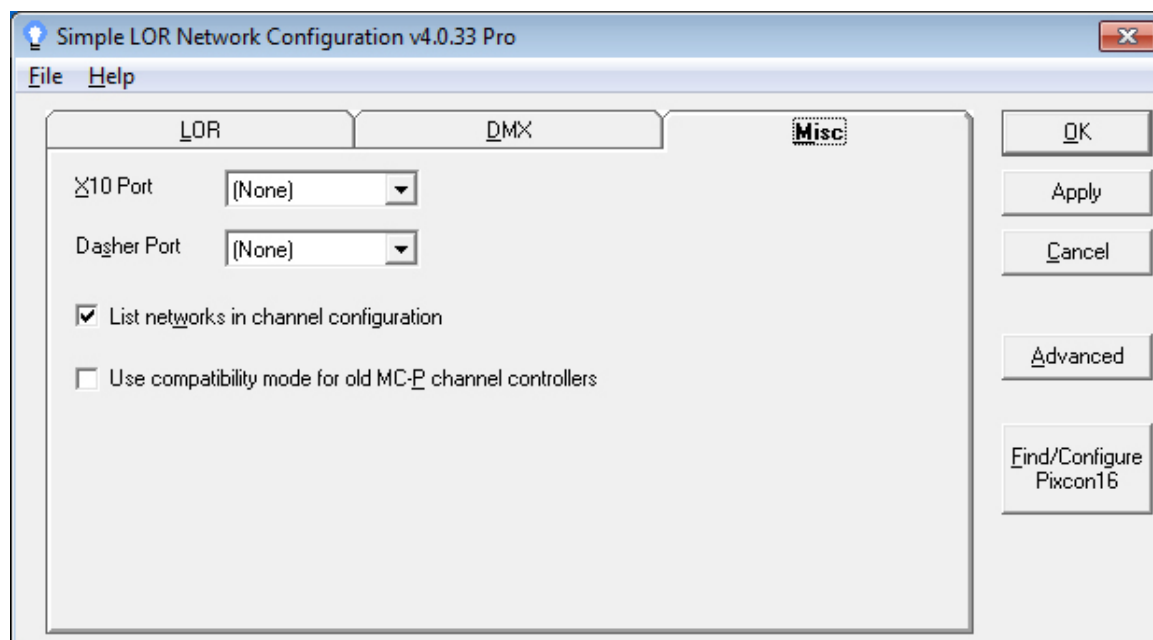 Simple LOR Network Configuration v4.0.33 Pro
File Help
LOR DMX Misc
OK
X10 Port (None)
Apply
Dasher Port (None)
Cancel
List networks in channel configuration
Advanced
Use compatibility mode for old MC-P channel controllers
Find/Configure
Pixcon16